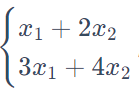 x₁ + 2x₂
3x₁ + 4x₂